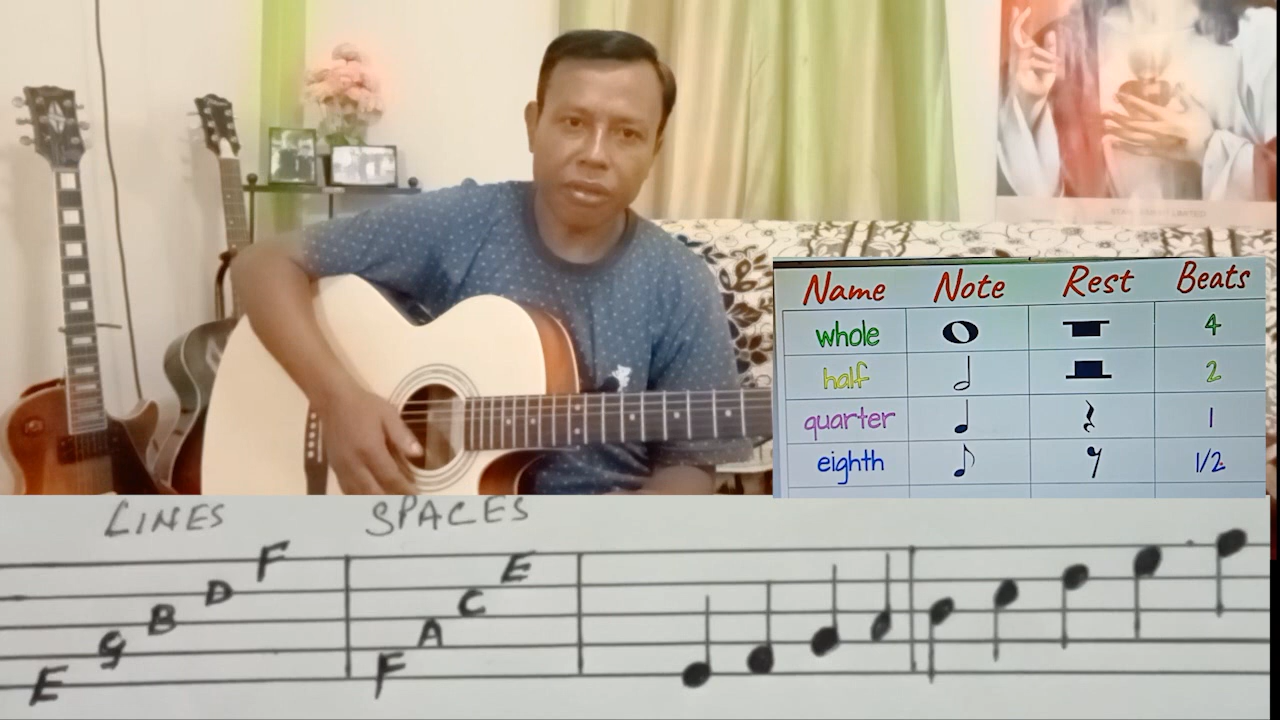 Name Note Rest Beats
whole 4
half 2
quarter 1
eighth 1/2
LINES SPACES
E G B D F F A C E